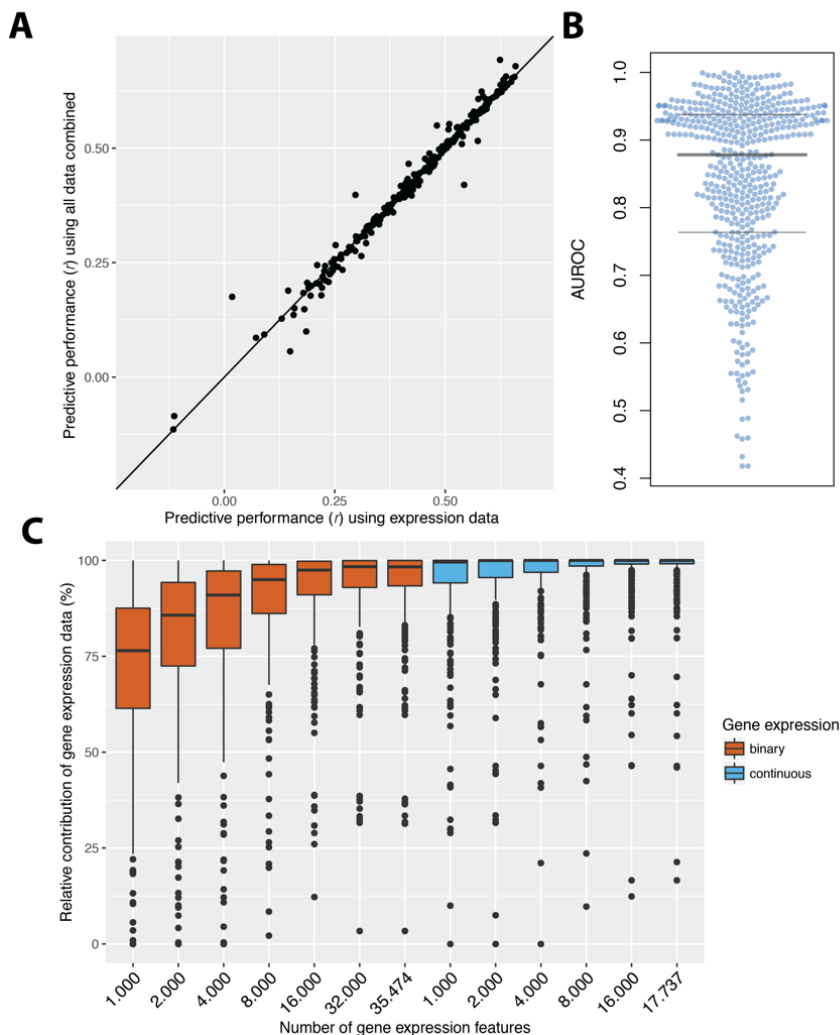 A
Predictive performance (r) using all data combined
0.50
0.25
0.00
0.00
0.25
0.50
Predictive performance (r) using expression data
B
AUROC
1.0
0.9
0.8
0.7
0.6
0.5
0.4
C
Relative contribution of gene expression data (%)
100
75
50
25
0
1.000
2.000
4.000
8.000
16.000
32.000
35.474
1.000
2.000
4.000
8.000
16.000
17.737
Number of gene expression features
Gene expression
binary
continuous